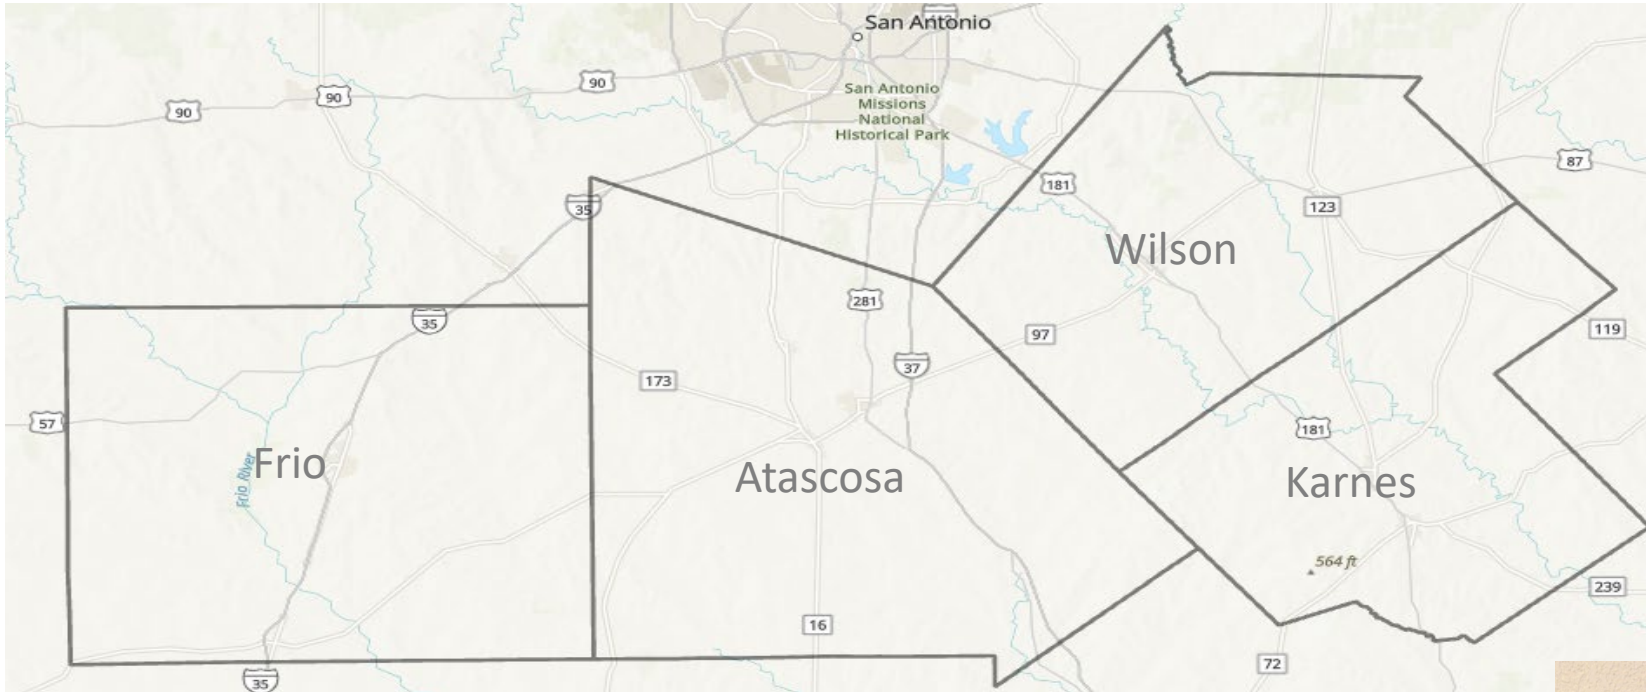 San Antonio
90
90
90
San Antonio
Missions
National
Historical Park
87
181
35
123
Wilson
281
35
119
97
37
173
57
181
Frio River
Frio
Atascosa
Karnes
564 ft
239
16
72
35